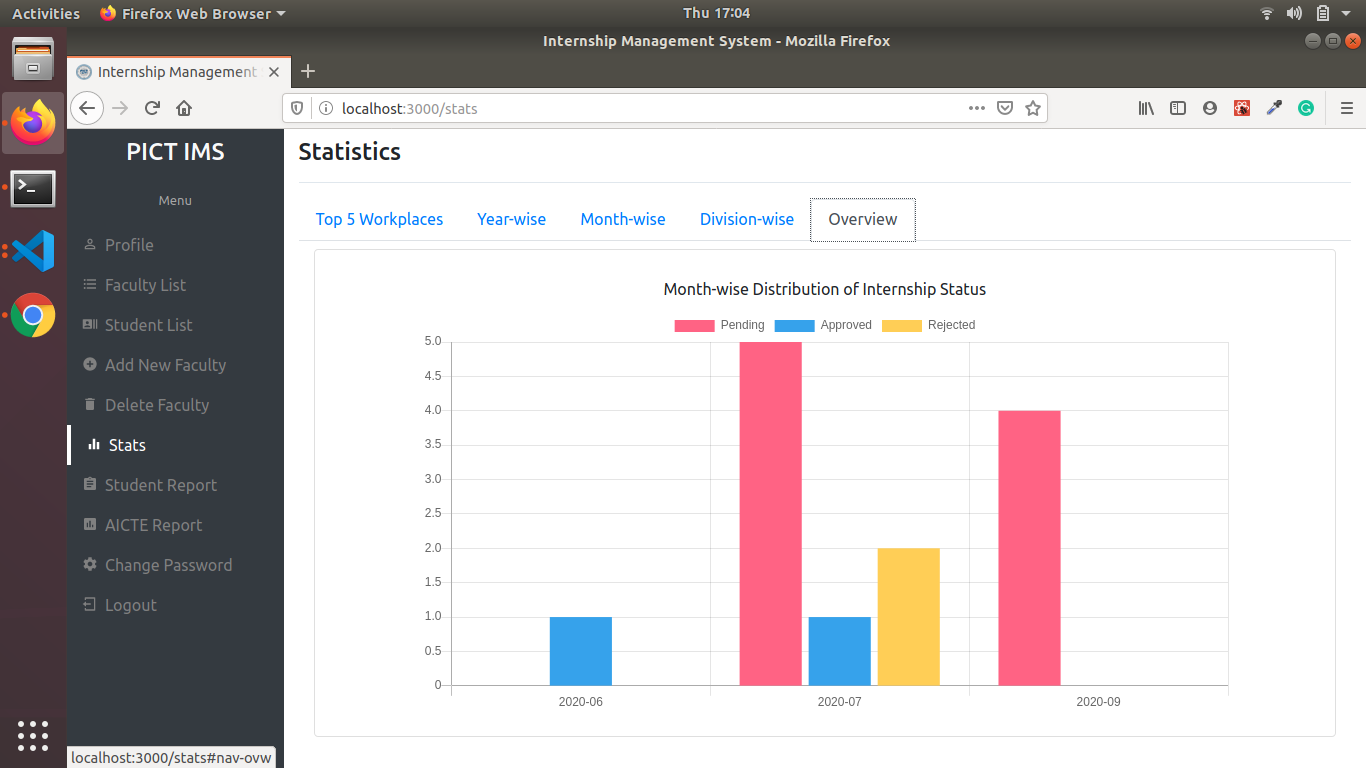 Activities Firefox Web Browser Thu 17:04
Internship Management System - Mozilla Firefox
Internship Management
localhost:3000/stats
PICT IMS
Menu
Profile
Faculty List
Student List
Add New Faculty
Delete Faculty
Stats
Student Report
AICTE Report
Change Password
Logout
Statistics
Top 5 Workplaces Year-wise Month-wise Division-wise Overview
Month-wise Distribution of Internship Status
Pending Approved Rejected
5.0
4.5
4.0
3.5
3.0
2.5
2.0
1.5
1.0
0.5
0
2020-06 2020-07 2020-09
localhost:3000/stats#nav-ovw